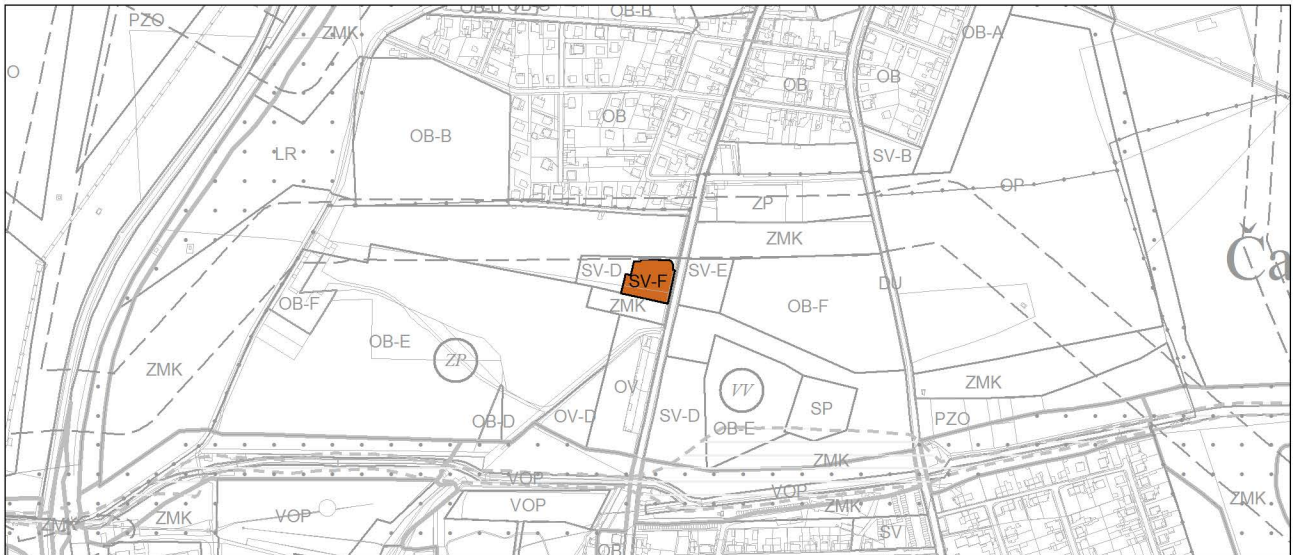 PZO
ZMK
OB-B
OB-A
O
OB
OB
OB-B
OB
LR
SV-B
OP
ZP
ZMK
Ča
SV-D
SV-F
SV-E
DU
OB-F
ZMK
OB-F
OB-E
ZP
ZMK
OV
VV
ZMK
SP
SV-D
OB-D
OV-D
OB-E
PZO
ZMK
VOP
VOP
VOP
ZMK
ZMK
ZMK
VOP
ZMK
SV
OB